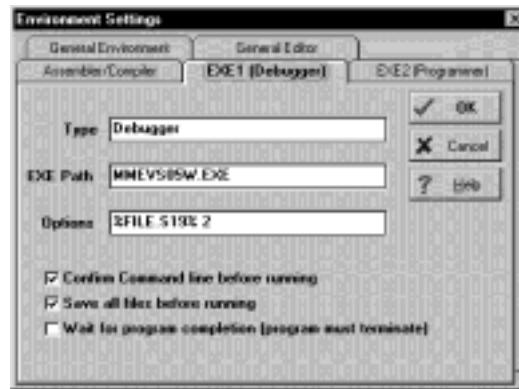 Environment Settings
General Environment
General Editor
Assembler/Compiler
EXE1 (Debugger)
EXE2 (Programmer)
OK
Type
Debugger
Cancel
EXE Path
MMEVS05W.EXE
Help
Options
%FILE.S19% 2
Confirm Command line before running
Save all files before running
Wait for program completion (program must terminate)